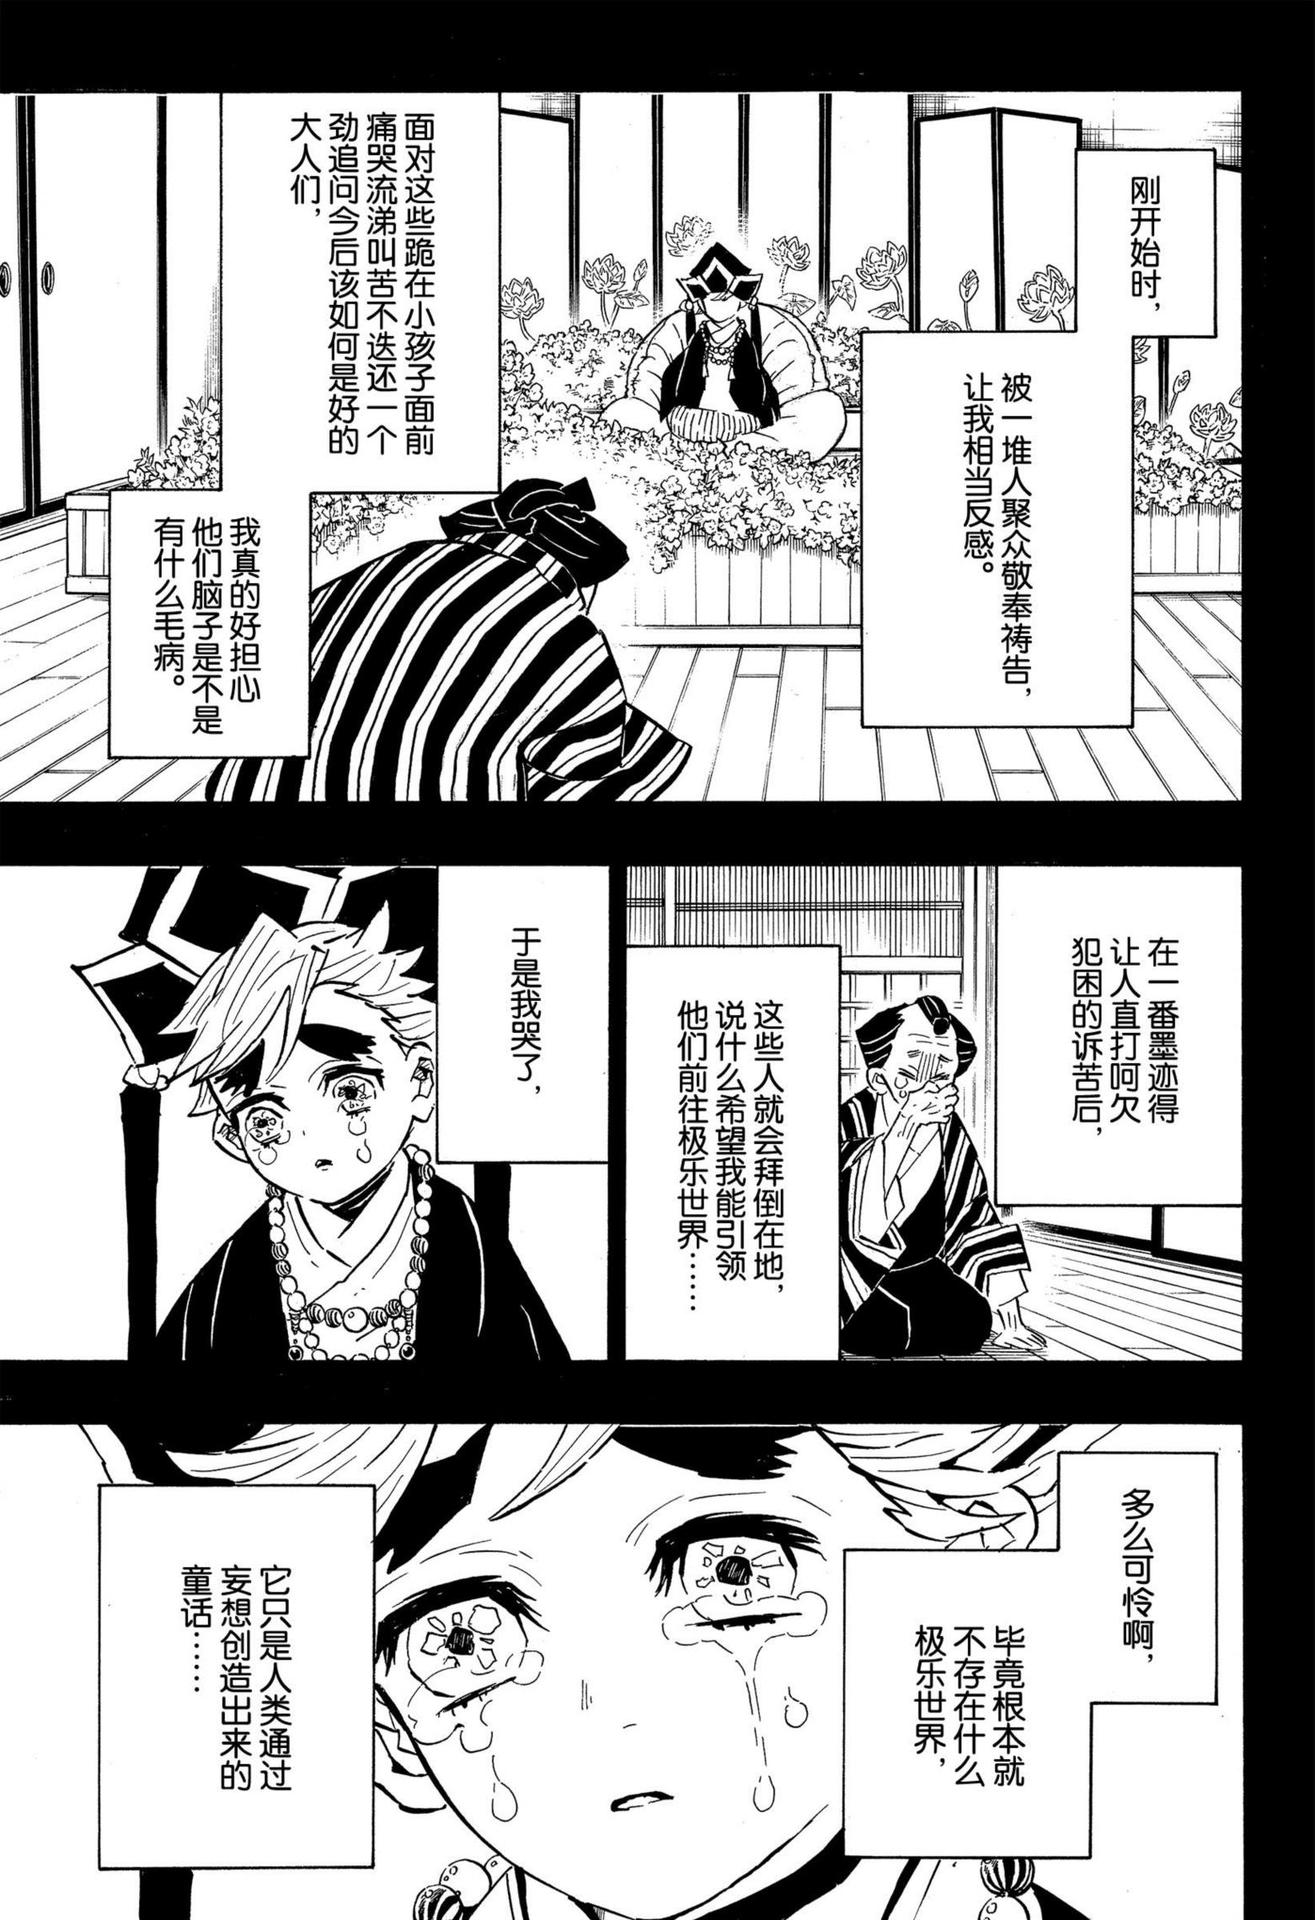 刚开始时，
被一堆人聚众敬奉祷告，
让我相当反感。
面对这些跪在小孩子面前
痛哭流涕叫苦不迭还一个
劲追问今后该如何是好的
大人们，
我真的好担心
他们脑子是不是
有什么毛病。
在一番墨迹得
让人直打呵欠
犯困的诉苦后，
这些人就会拜倒在地，
说什么希望我能引领
他们前往极乐世界……
于是我哭了，
多么可怜啊，
毕竟根本就
不存在什么
极乐世界，
它只是人类通过
妄想创造出来的
童话……